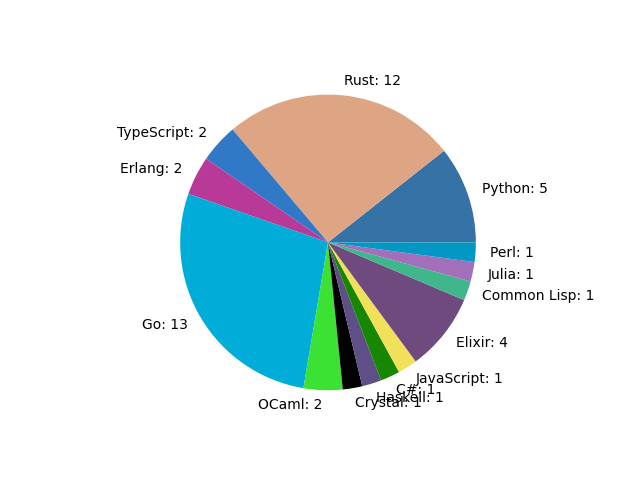 Rust: 12
TypeScript: 2
Python: 5
Erlang: 2
Perl: 1
Julia: 1
Common Lisp: 1
Go: 13
Elixir: 4
JavaScript: 1
C#: 1
Haskell: 1
Crystal: 1
OCaml: 2